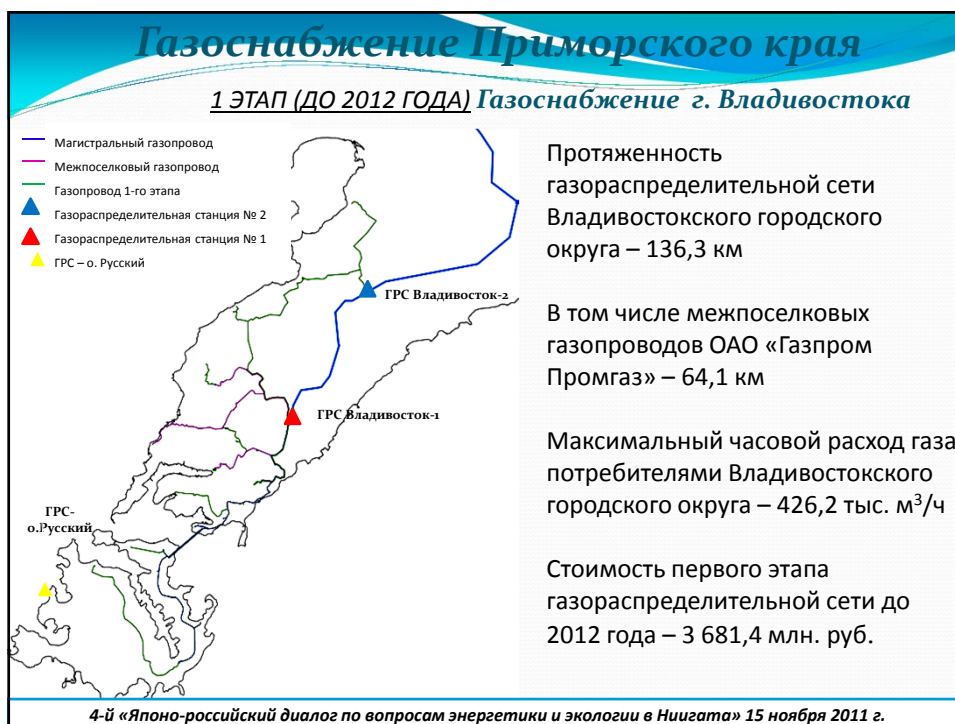 Газоснабжение Приморского края
1 ЭТАП (ДО 2012 ГОДА) Газоснабжение г. Владивостока
Магистральный газопровод
Межпоселковый газопровод
Газопровод 1-го этапа
Газораспределительная станция № 2
Газораспределительная станция № 1
ГРС – о. Русский
ГРС Владивосток-2
ГРС Владивосток-1
ГРС-
о.Русский
Протяженность
газораспределительной сети
Владивостокского городского
округа – 136,3 км
В том числе межпоселковых
газопроводов ОАО «Газпром
Промгаз» – 64,1 км
Максимальный часовой расход газа
потребителями Владивостокского
городского округа – 426,2 тыс. м³/ч
Стоимость первого этапа
газораспределительной сети до
2012 года – 3 681,4 млн. руб.
4-й «Японо-российский диалог по вопросам энергетики и экологии в Ниигата» 15 ноября 2011 г.